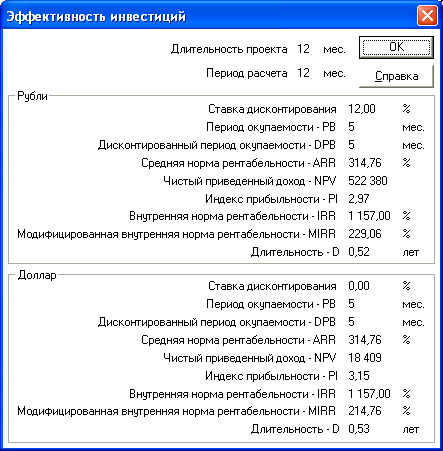 Эффективность инвестиций
Длительность проекта 12 мес. OK
Период расчета 12 мес. Справка
Рубли
Ставка дисконтирования 12,00 %
Период окупаемости - PB 5 мес.
Дисконтированный период окупаемости - DPB 5 мес.
Средняя норма рентабельности - ARR 314,76 %
Чистый приведенный доход - NPV 522 380
Индекс прибыльности - PI 2,97
Внутренняя норма рентабельности - IRR 1 157,00 %
Модифицированная внутренняя норма рентабельности - MIRR 229,06 %
Длительность - D 0,52 лет
Доллар
Ставка дисконтирования 0,00 %
Период окупаемости - PB 5 мес.
Дисконтированный период окупаемости - DPB 5 мес.
Средняя норма рентабельности - ARR 314,76 %
Чистый приведенный доход - NPV 18 409
Индекс прибыльности - PI 3,15
Внутренняя норма рентабельности - IRR 1 157,00 %
Модифицированная внутренняя норма рентабельности - MIRR 214,76 %
Длительность - D 0,53 лет